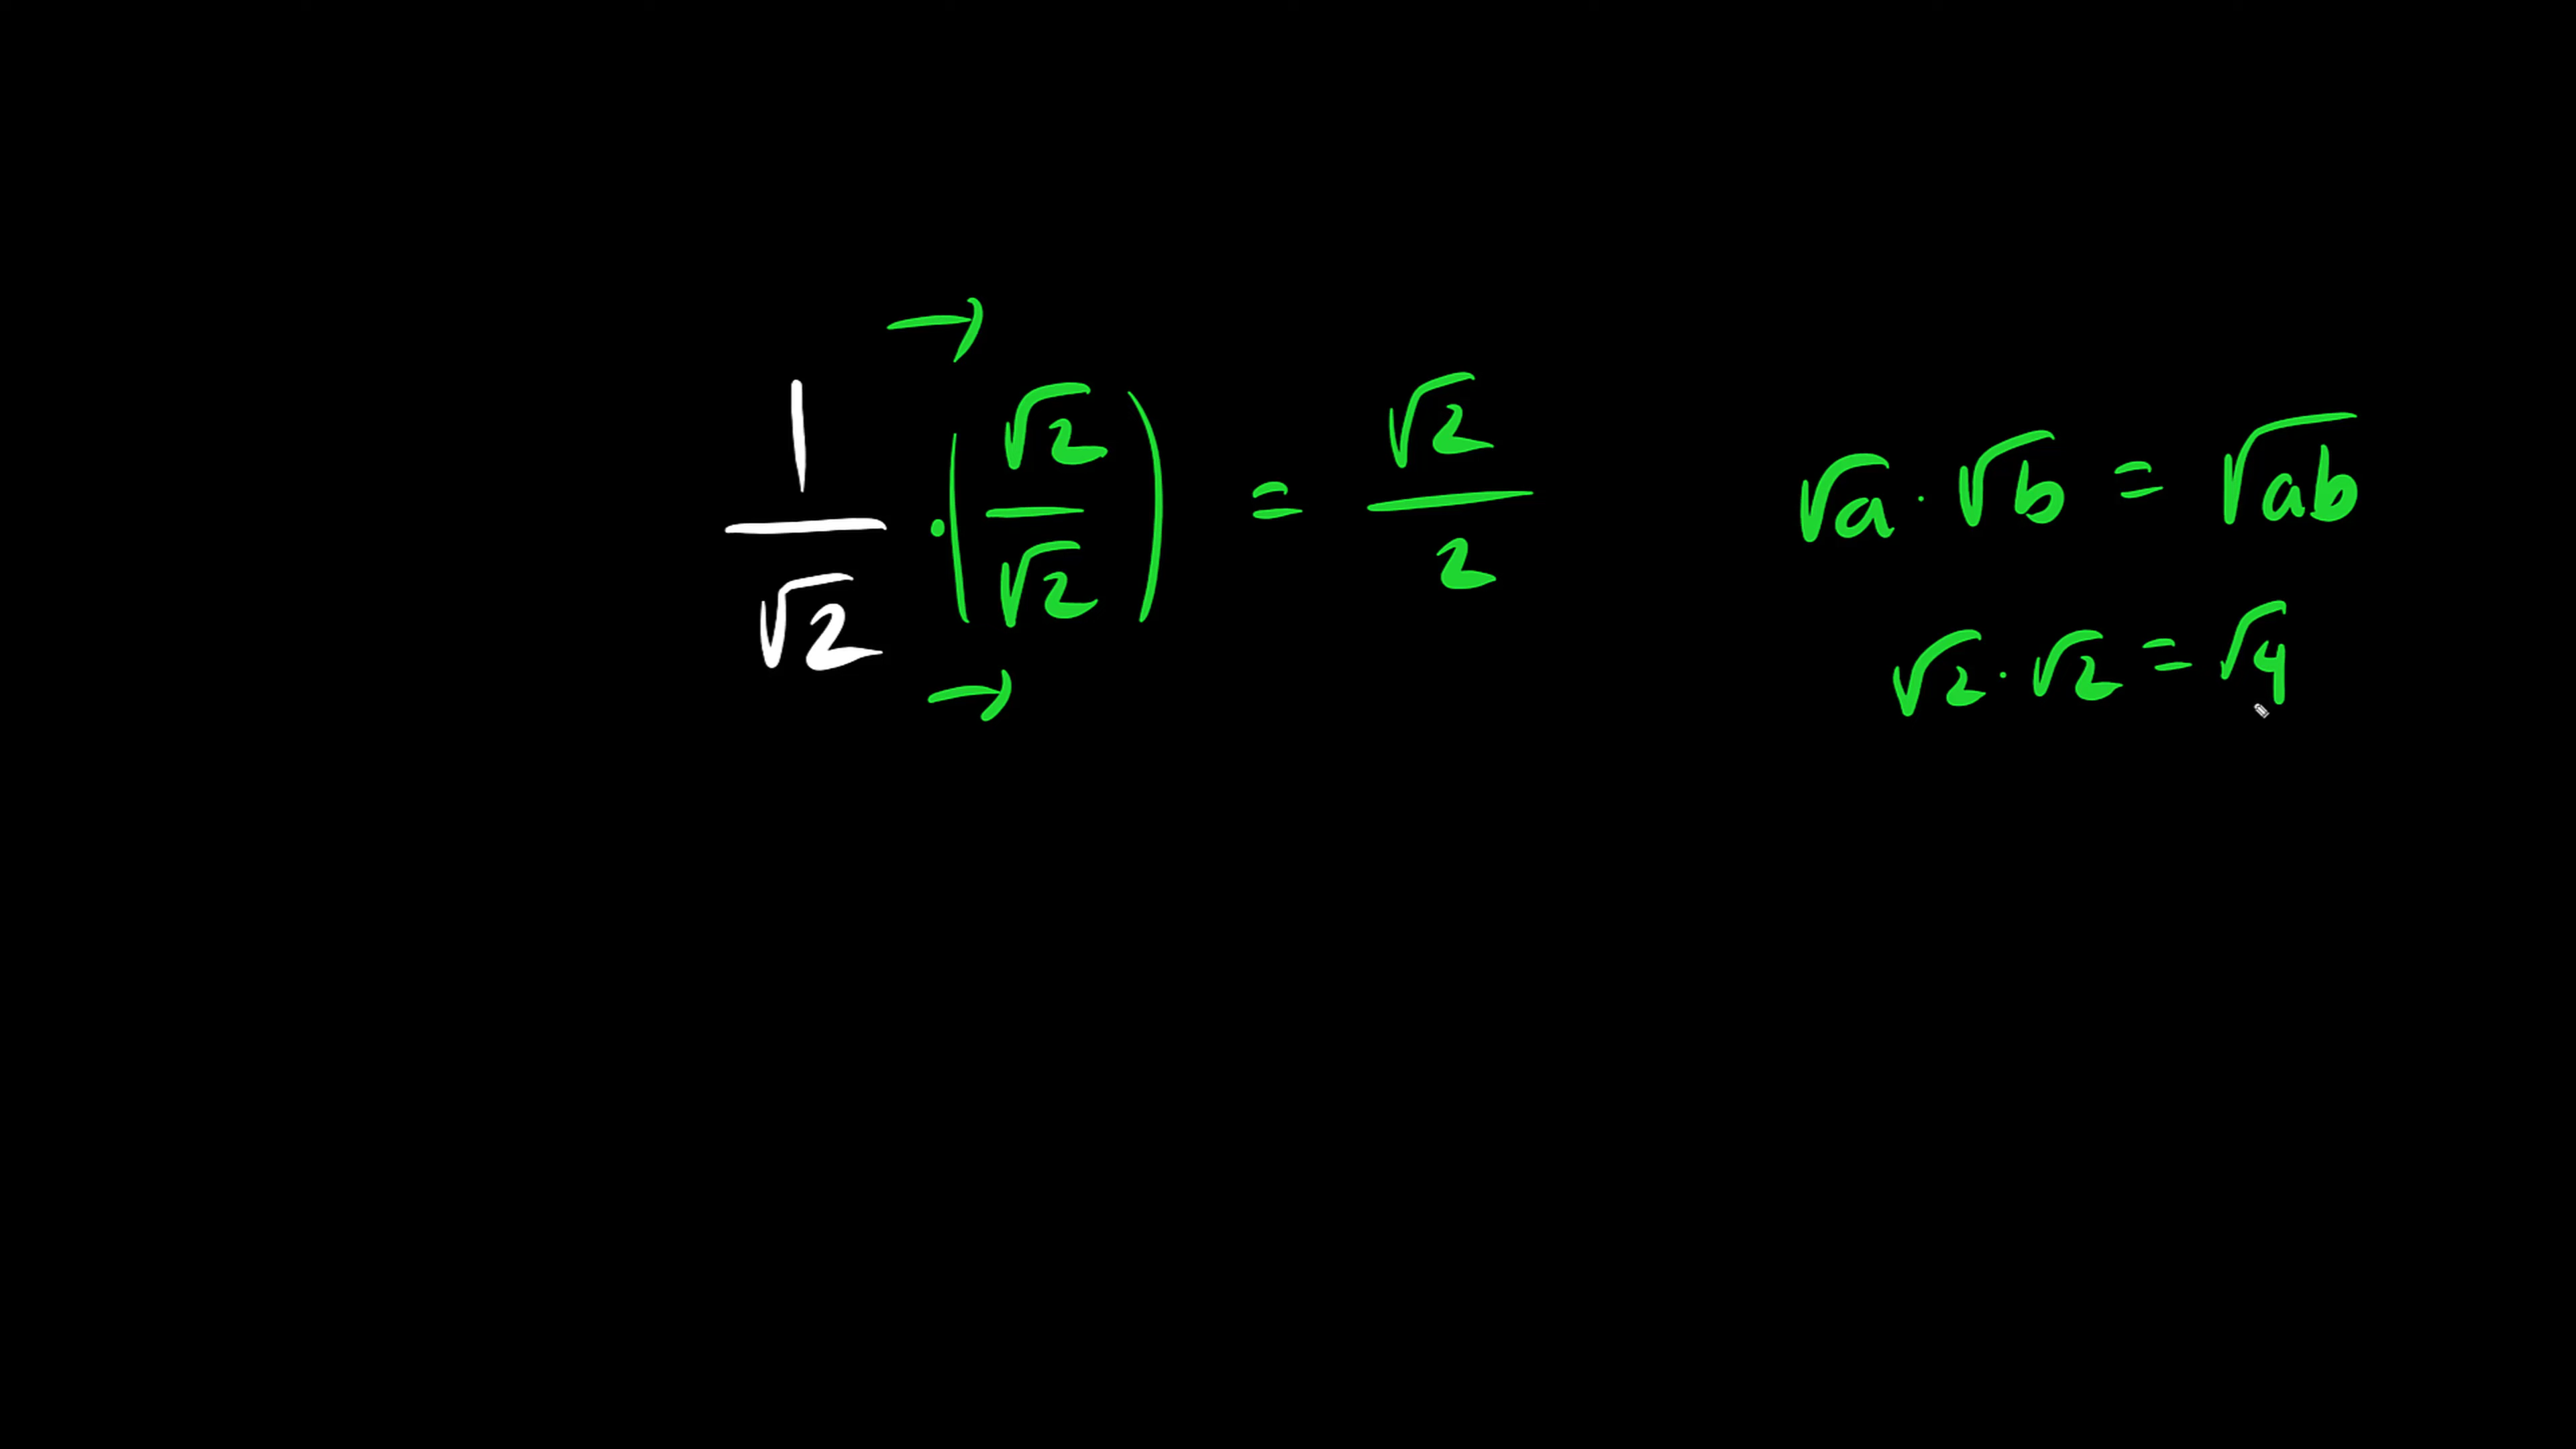 1/√2 · (√2/√2) = √2/2
√a · √b = √ab
√2 · √2 = √4